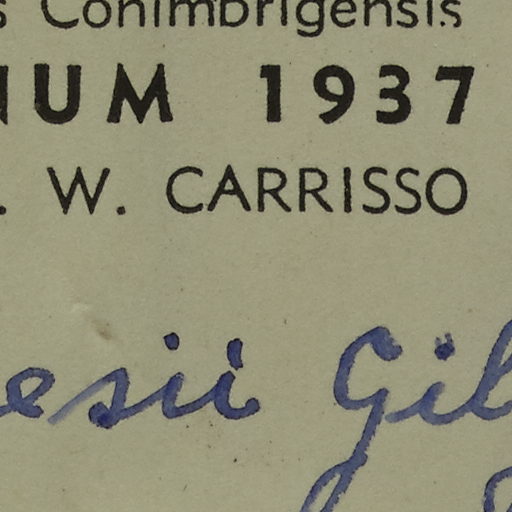 s Conimbrigensis
IUM 1937
. W. CARRISSO
esii Gil